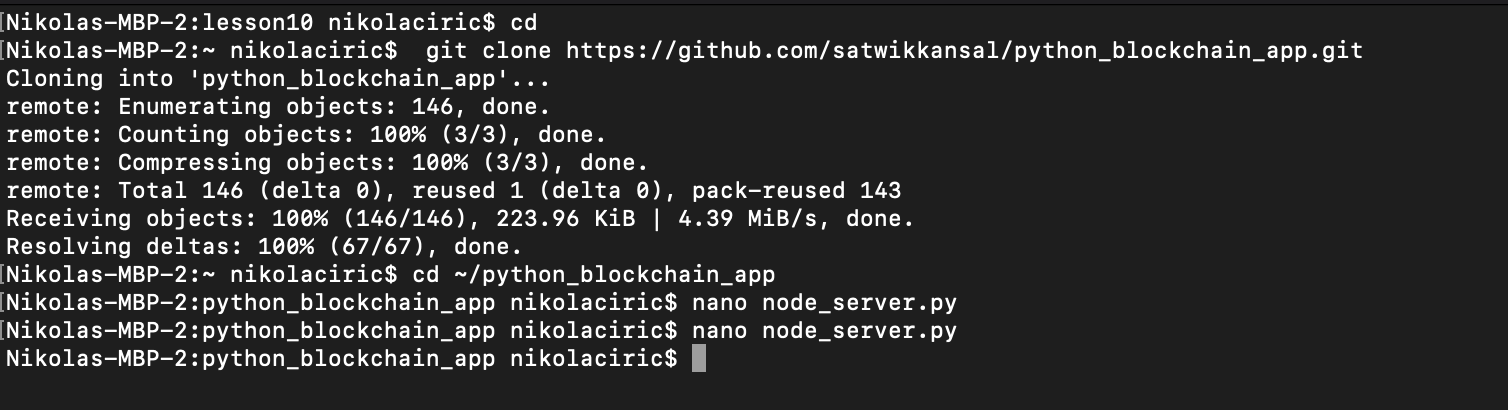 [Nikolas-MBP-2:lesson10 nikolaciric$ cd
[Nikolas-MBP-2:~ nikolaciric$  git clone https://github.com/satwikkansal/python_blockchain_app.git
Cloning into 'python_blockchain_app'...
remote: Enumerating objects: 146, done.
remote: Counting objects: 100% (3/3), done.
remote: Compressing objects: 100% (3/3), done.
remote: Total 146 (delta 0), reused 1 (delta 0), pack-reused 143
Receiving objects: 100% (146/146), 223.96 KiB | 4.39 MiB/s, done.
Resolving deltas: 100% (67/67), done.
[Nikolas-MBP-2:~ nikolaciric$ cd ~/python_blockchain_app
[Nikolas-MBP-2:python_blockchain_app nikolaciric$ nano node_server.py
[Nikolas-MBP-2:python_blockchain_app nikolaciric$ nano node_server.py
Nikolas-MBP-2:python_blockchain_app nikolaciric$